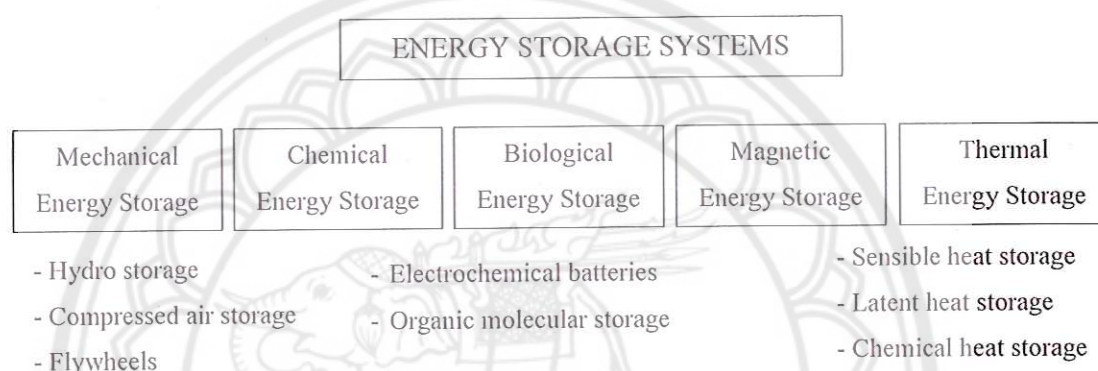 ENERGY STORAGE SYSTEMS
Mechanical
Energy Storage
Chemical
Energy Storage
Biological
Energy Storage
Magnetic
Energy Storage
Thermal
Energy Storage
- Hydro storage
- Compressed air storage
- Flywheels
- Electrochemical batteries
- Organic molecular storage
- Sensible heat storage
- Latent heat storage
- Chemical heat storage